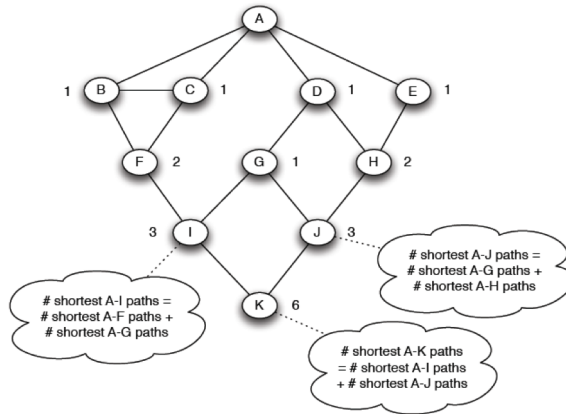 A
1 B C 1 D 1 E 1
F 2 G 1 H 2
3 I J 3
# shortest A-J paths =
# shortest A-G paths +
# shortest A-H paths
# shortest A-I paths =
# shortest A-F paths +
# shortest A-G paths
K 6
# shortest A-K paths
= # shortest A-I paths
+ # shortest A-J paths